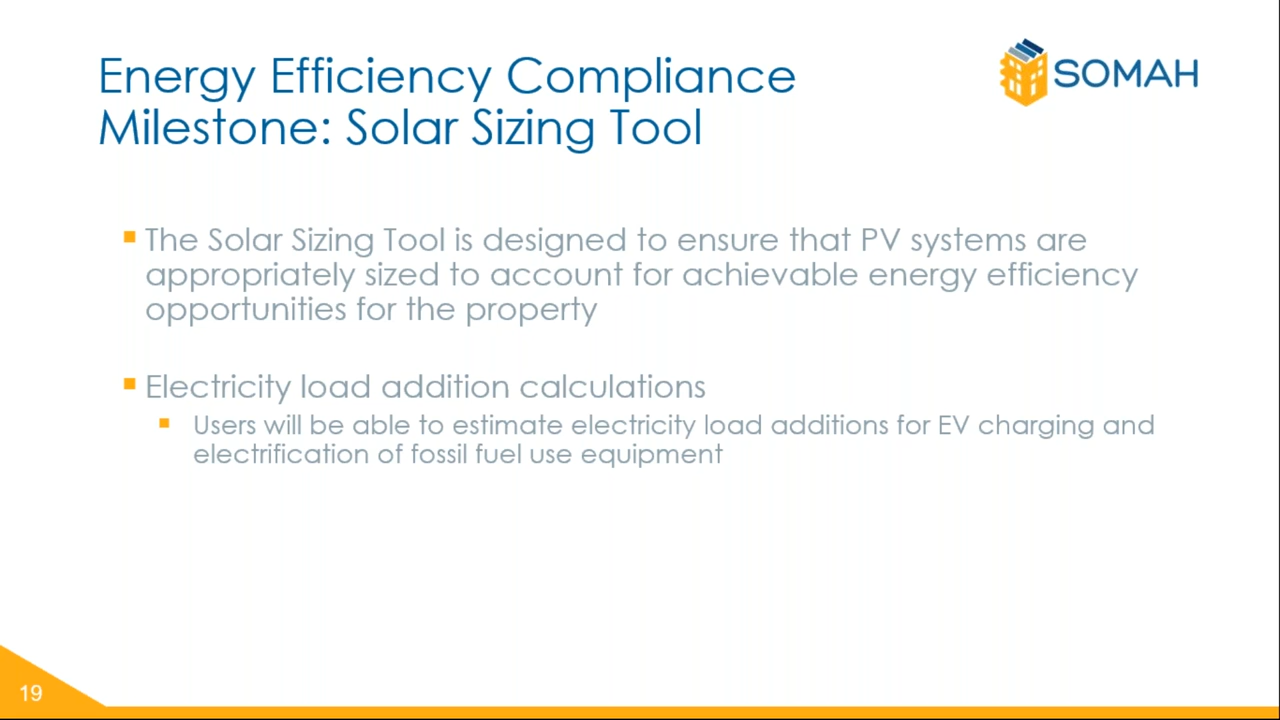 Energy Efficiency Compliance
Milestone: Solar Sizing Tool
SOMAH
The Solar Sizing Tool is designed to ensure that PV systems are
appropriately sized to account for achievable energy efficiency
opportunities for the property
Electricity load addition calculations
Users will be able to estimate electricity load additions for EV charging and
electrification of fossil fuel use equipment
19